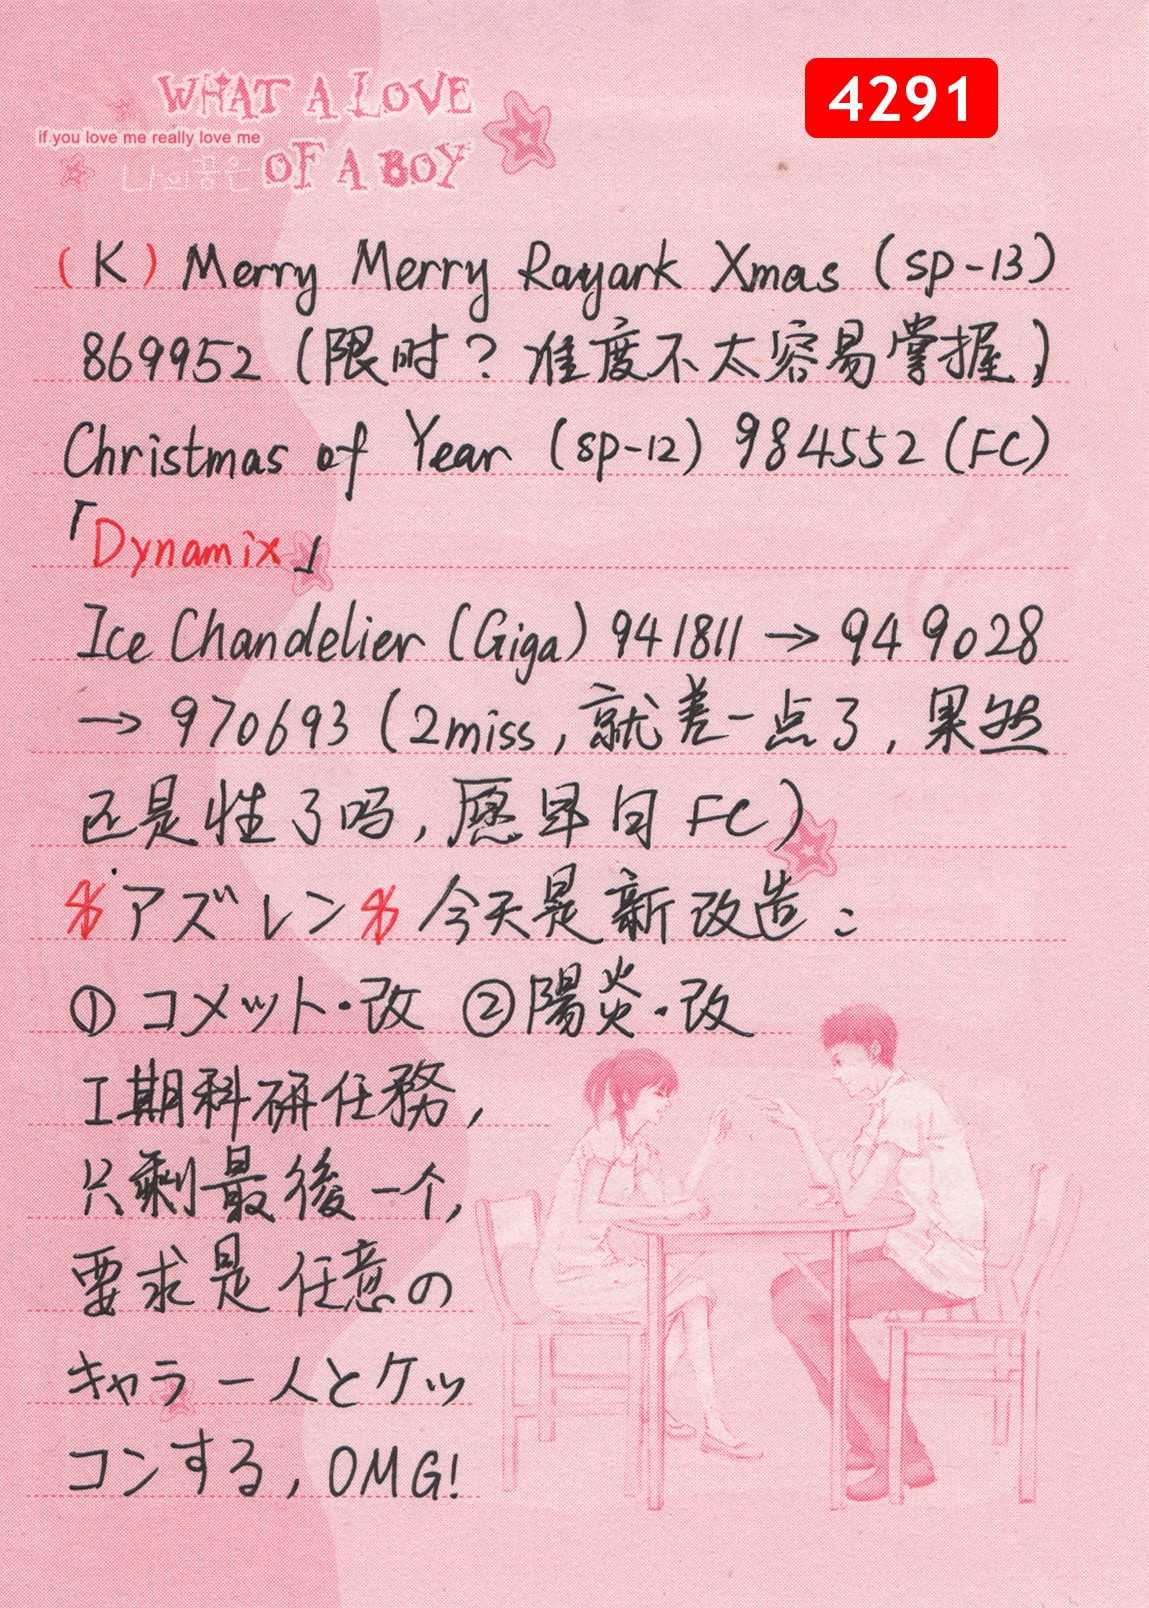 WHAT A LOVE
4291
if you love me really love me
나의꿈은 OF A BOY
(K) Merry Merry Rayark Xmas (sp-13)
869952 (限时？难度不太容易掌握)
Christmas of Year (sp-12) 984552 (FC)
「Dynamix」
Ice Chandelier (Giga) 941811 → 949028
→ 970693 (2miss, 就差一点了, 果然
还是性了吗, 愿早日 FC)
アズレン 今天是新改造:
① コメット·改 ② 陽炎·改
I期科研任務,
只剩最後一个,
要求是任意の
キャラ一人とケッ
コンする, OMG!